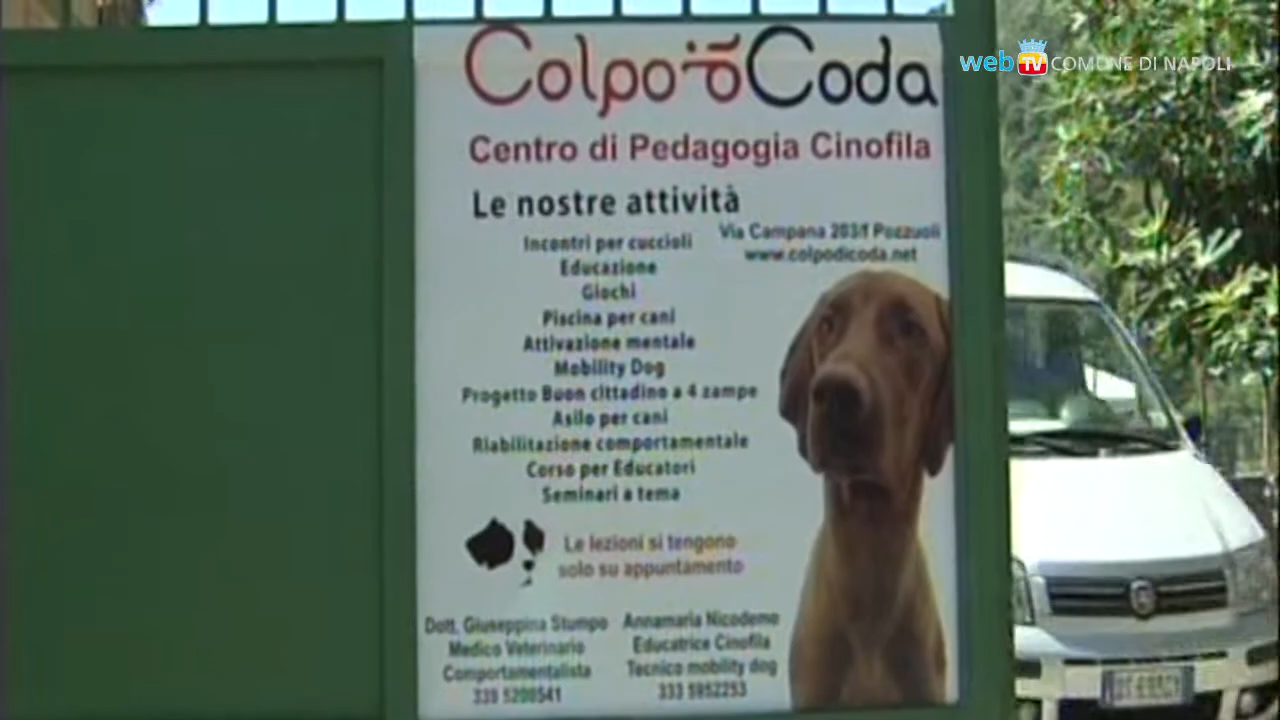 web TV COMUNE DI NAPOLI
Colpo di Coda
Centro di Pedagogia Cinofila
Le nostre attività
Via Campana 203/f Pozzuoli
www.colpodicoda.net
Incontri per cuccioli
Educazione
Giochi
Piscina per cani
Attivazione mentale
Mobility Dog
Progetto Buon cittadino a 4 zampe
Asilo per cani
Riabilitazione comportamentale
Corso per Educatori
Seminari a tema
Le lezioni si tengono
solo su appuntamento
Dott. Giuseppina Stumpo
Medico Veterinario
Comportamentalista
Annamaria Nicodemo
Educatrice Cinofila
Tecnico mobility dog
333 5952253